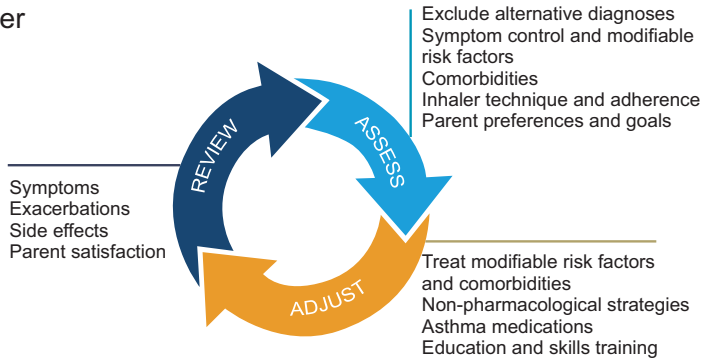 er
Exclude alternative diagnoses
Symptom control and modifiable
risk factors
Comorbidities
Inhaler technique and adherence
Parent preferences and goals
ASSESS
REVIEW
Symptoms
Exacerbations
Side effects
Parent satisfaction
ADJUST
Treat modifiable risk factors
and comorbidities
Non-pharmacological strategies
Asthma medications
Education and skills training